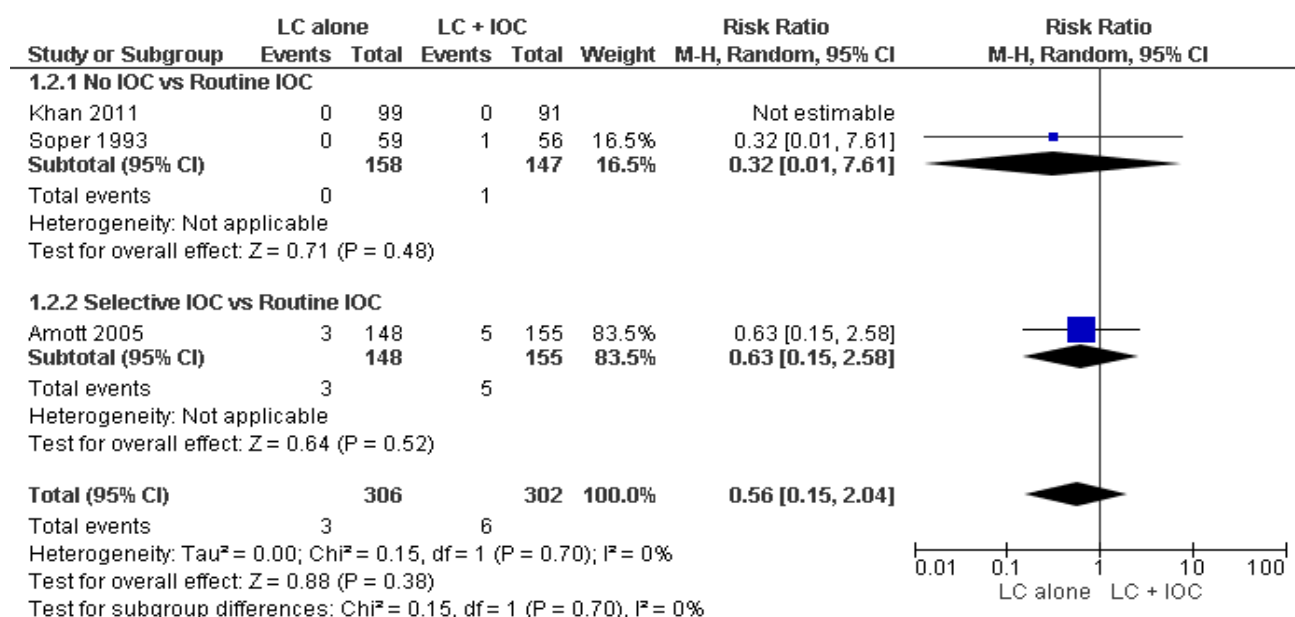 LC alone LC + IOC Risk Ratio Risk Ratio
Study or Subgroup Events Total Events Total Weight M-H, Random, 95% CI M-H, Random, 95% CI
1.2.1 No IOC vs Routine IOC
Khan 2011 0 99 0 91 Not estimable
Soper 1993 0 59 1 56 16.5% 0.32 [0.01, 7.61]
Subtotal (95% CI) 158 147 16.5% 0.32 [0.01, 7.61]
Total events 0 1
Heterogeneity: Not applicable
Test for overall effect: Z = 0.71 (P = 0.48)
1.2.2 Selective IOC vs Routine IOC
Amott 2005 3 148 5 155 83.5% 0.63 [0.15, 2.58]
Subtotal (95% CI) 148 155 83.5% 0.63 [0.15, 2.58]
Total events 3 5
Heterogeneity: Not applicable
Test for overall effect: Z = 0.64 (P = 0.52)
Total (95% CI) 306 302 100.0% 0.56 [0.15, 2.04]
Total events 3 6
Heterogeneity: Tau² = 0.00; Chi² = 0.15, df = 1 (P = 0.70); I² = 0%
Test for overall effect: Z = 0.88 (P = 0.38)
Test for subgroup differences: Chi² = 0.15, df = 1 (P = 0.70), I² = 0%
0.01 0.1 1 10 100
LC alone LC + IOC